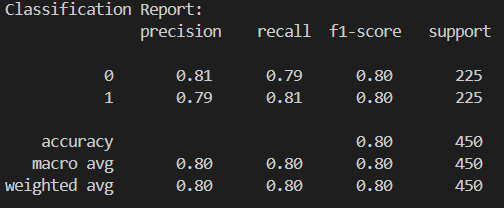 Classification Report:
precision recall f1-score support
0 0.81 0.79 0.80 225
1 0.79 0.81 0.80 225
accuracy 0.80 450
macro avg 0.80 0.80 0.80 450
weighted avg 0.80 0.80 0.80 450